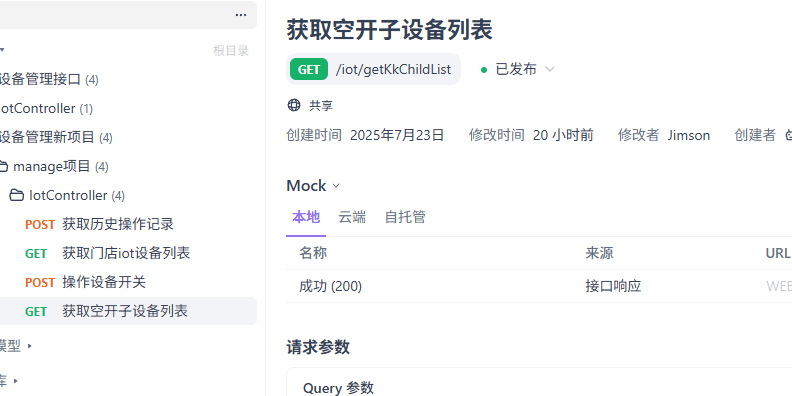 ...
根目录
设备管理接口 (4)
IotController (1)
设备管理新项目 (4)
manage项目 (4)
IotController (4)
POST 获取历史操作记录
GET 获取门店iot设备列表
POST 操作设备开关
GET 获取空开子设备列表
模型
库
获取空开子设备列表
GET /iot/getKkChildList 已发布
共享
创建时间 2025年7月23日 修改时间 20 小时前 修改者 Jimson 创建者
Mock
本地 云端 自托管
名称 来源 URL
成功 (200) 接口响应 WEB
请求参数
Query 参数